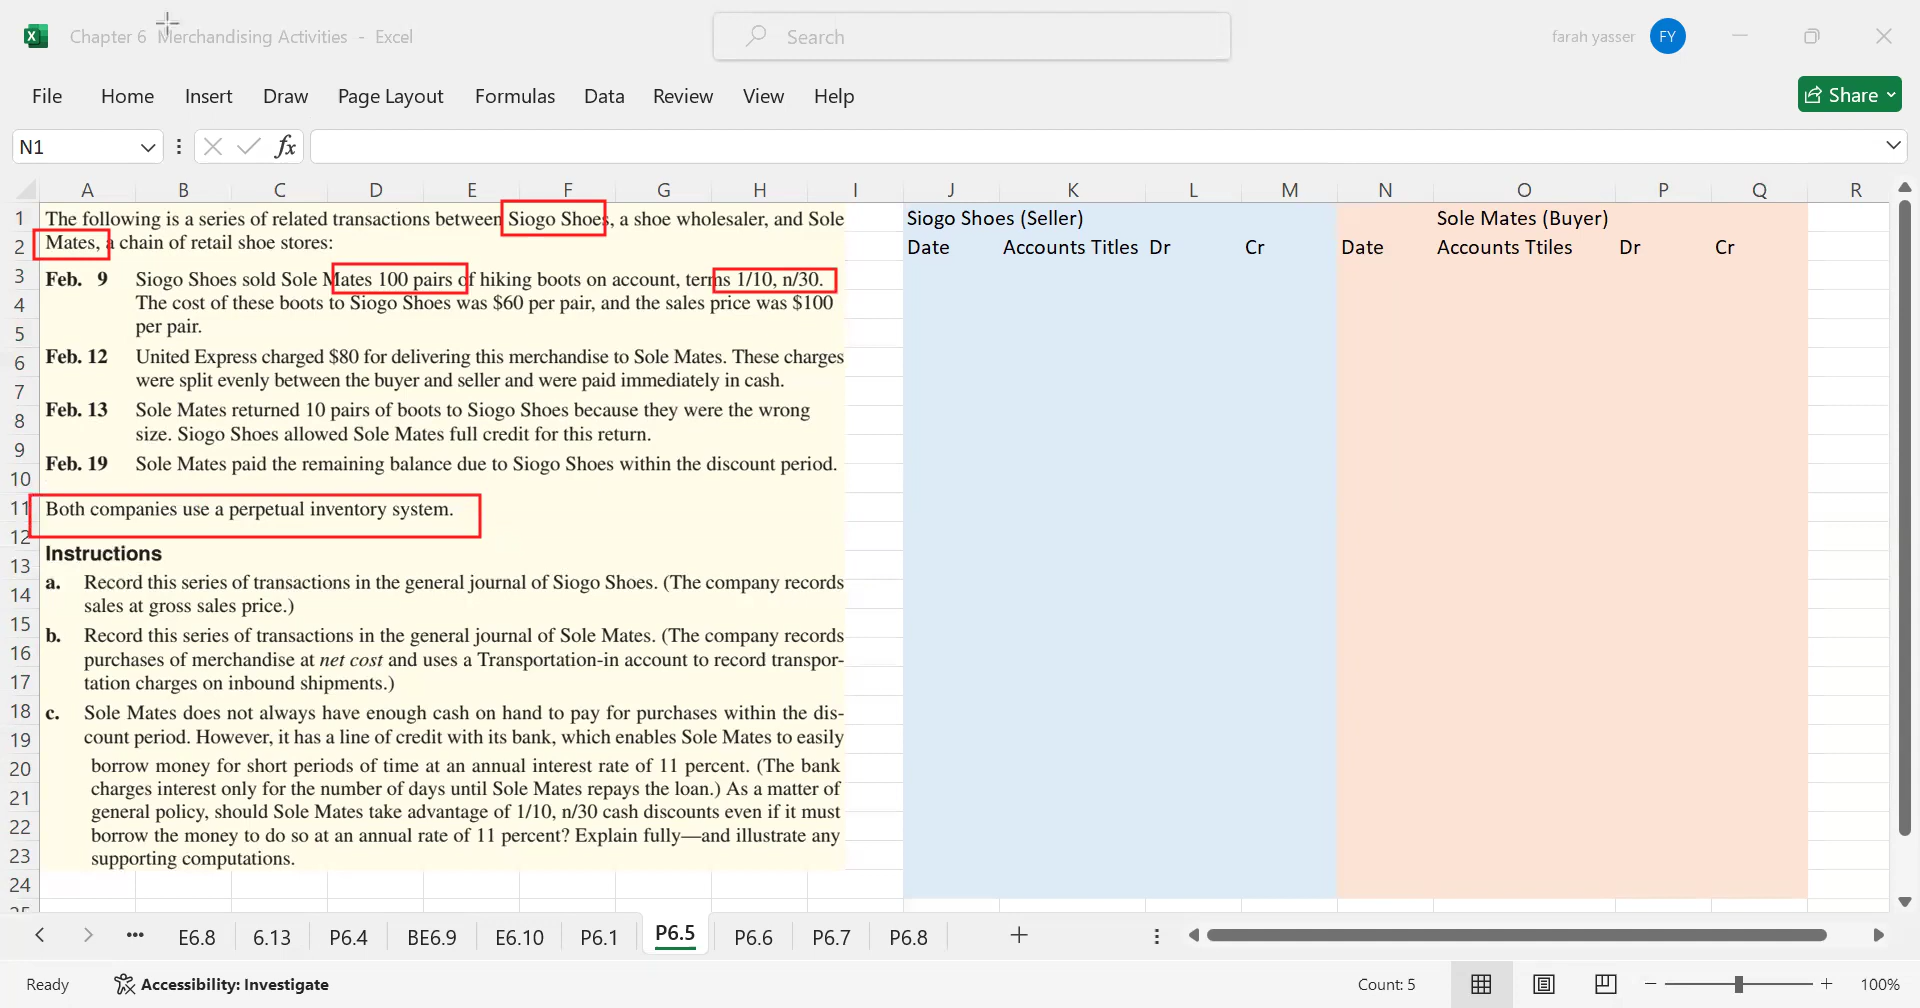 Chapter 6 Merchandising Activities - Excel
Search
farah yasser
FY
File Home Insert Draw Page Layout Formulas Data Review View Help
Share
N1
fx
A B C D E F G H I J K L M N O P Q R
1 The following is a series of related transactions between Siogo Shoes, a shoe wholesaler, and Sole
2 Mates, a chain of retail shoe stores:
Siogo Shoes (Seller)
Sole Mates (Buyer)
Date Accounts Titles Dr Cr
Date Accounts Ttiles Dr Cr
3 Feb. 9 Siogo Shoes sold Sole Mates 100 pairs of hiking boots on account, terms 1/10, n/30.
4 The cost of these boots to Siogo Shoes was $60 per pair, and the sales price was $100
5 per pair.
6 Feb. 12 United Express charged $80 for delivering this merchandise to Sole Mates. These charges
7 were split evenly between the buyer and seller and were paid immediately in cash.
8 Feb. 13 Sole Mates returned 10 pairs of boots to Siogo Shoes because they were the wrong
9 size. Siogo Shoes allowed Sole Mates full credit for this return.
10 Feb. 19 Sole Mates paid the remaining balance due to Siogo Shoes within the discount period.
11 Both companies use a perpetual inventory system.
12
13 Instructions
14 a. Record this series of transactions in the general journal of Siogo Shoes. (The company records
sales at gross sales price.)
15
16 b. Record this series of transactions in the general journal of Sole Mates. (The company records
purchases of merchandise at net cost and uses a Transportation-in account to record transpor-
17 tation charges on inbound shipments.)
18 c. Sole Mates does not always have enough cash on hand to pay for purchases within the dis-
19 count period. However, it has a line of credit with its bank, which enables Sole Mates to easily
20 borrow money for short periods of time at an annual interest rate of 11 percent. (The bank
21 charges interest only for the number of days until Sole Mates repays the loan.) As a matter of
22 general policy, should Sole Mates take advantage of 1/10, n/30 cash discounts even if it must
23 borrow the money to do so at an annual rate of 11 percent? Explain fully—and illustrate any
supporting computations.
24
E6.8 6.13 P6.4 BE6.9 E6.10 P6.1 P6.5 P6.6 P6.7 P6.8
Ready
Accessibility: Investigate
Count: 5
100%